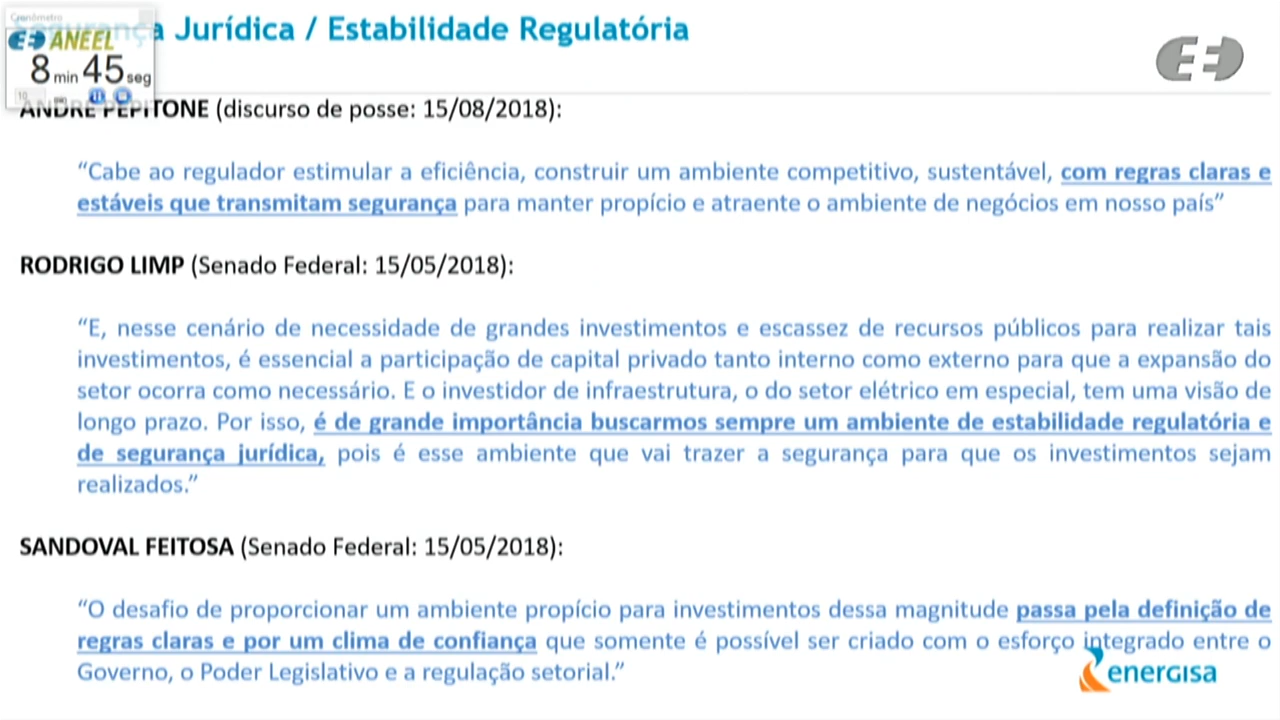 Cronômetro
Segurança Jurídica / Estabilidade Regulatória
ANEEL
8 min 45 seg
10
ANDRÉ PEPITONE (discurso de posse: 15/08/2018):
“Cabe ao regulador estimular a eficiência, construir um ambiente competitivo, sustentável, com regras claras e
estáveis que transmitam segurança para manter propício e atraente o ambiente de negócios em nosso país”
RODRIGO LIMP (Senado Federal: 15/05/2018):
“E, nesse cenário de necessidade de grandes investimentos e escassez de recursos públicos para realizar tais
investimentos, é essencial a participação de capital privado tanto interno como externo para que a expansão do
setor ocorra como necessário. E o investidor de infraestrutura, o do setor elétrico em especial, tem uma visão de
longo prazo. Por isso, é de grande importância buscarmos sempre um ambiente de estabilidade regulatória e
de segurança jurídica, pois é esse ambiente que vai trazer a segurança para que os investimentos sejam
realizados.”
SANDOVAL FEITOSA (Senado Federal: 15/05/2018):
“O desafio de proporcionar um ambiente propício para investimentos dessa magnitude passa pela definição de
regras claras e por um clima de confiança que somente é possível ser criado com o esforço integrado entre o
Governo, o Poder Legislativo e a regulação setorial.”
energisa